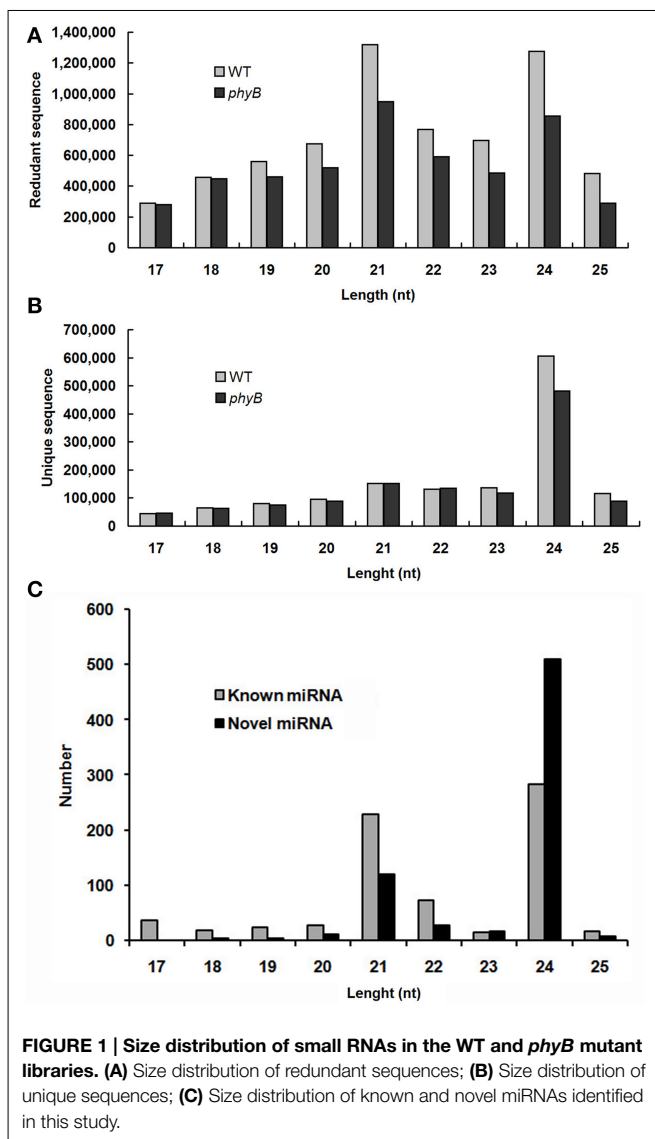 A
1,400,000
1,200,000
1,000,000
800,000
600,000
400,000
200,000
0
Redudant sequence
WT
phyB
17 18 19 20 21 22 23 24 25
Length (nt)
B
700,000
600,000
500,000
400,000
300,000
200,000
100,000
0
Unique sequence
WT
phyB
17 18 19 20 21 22 23 24 25
Lenght (nt)
C
600
500
400
300
200
100
0
Number
Known miRNA
Novel miRNA
17 18 19 20 21 22 23 24 25
Lenght (nt)
FIGURE 1 | Size distribution of small RNAs in the WT and phyB mutant
libraries. (A) Size distribution of redundant sequences; (B) Size distribution of
unique sequences; (C) Size distribution of known and novel miRNAs identified
in this study.